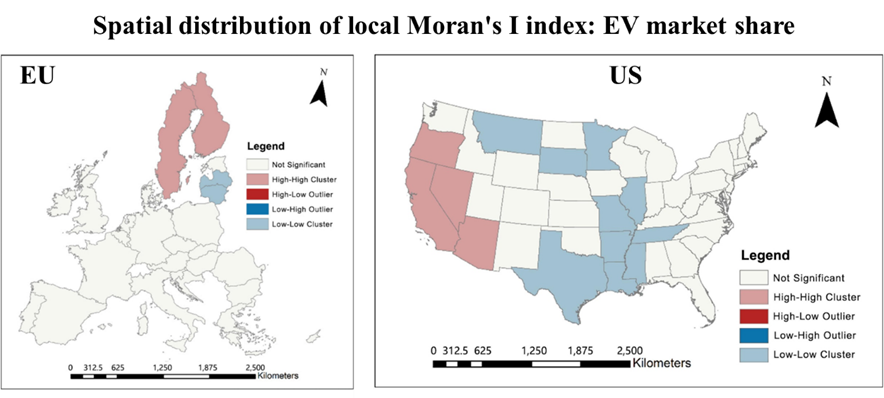 Spatial distribution of local Moran's I index: EV market share
EU
N
Legend
Not Significant
High-High Cluster
High-Low Outlier
Low-High Outlier
Low-Low Cluster
0 312.5 625 1,250 1,875 2,500
Kilometers
US
N
Legend
Not Significant
High-High Cluster
High-Low Outlier
Low-High Outlier
Low-Low Cluster
0 312.5 625 1,250 1,875 2,500
Kilometers